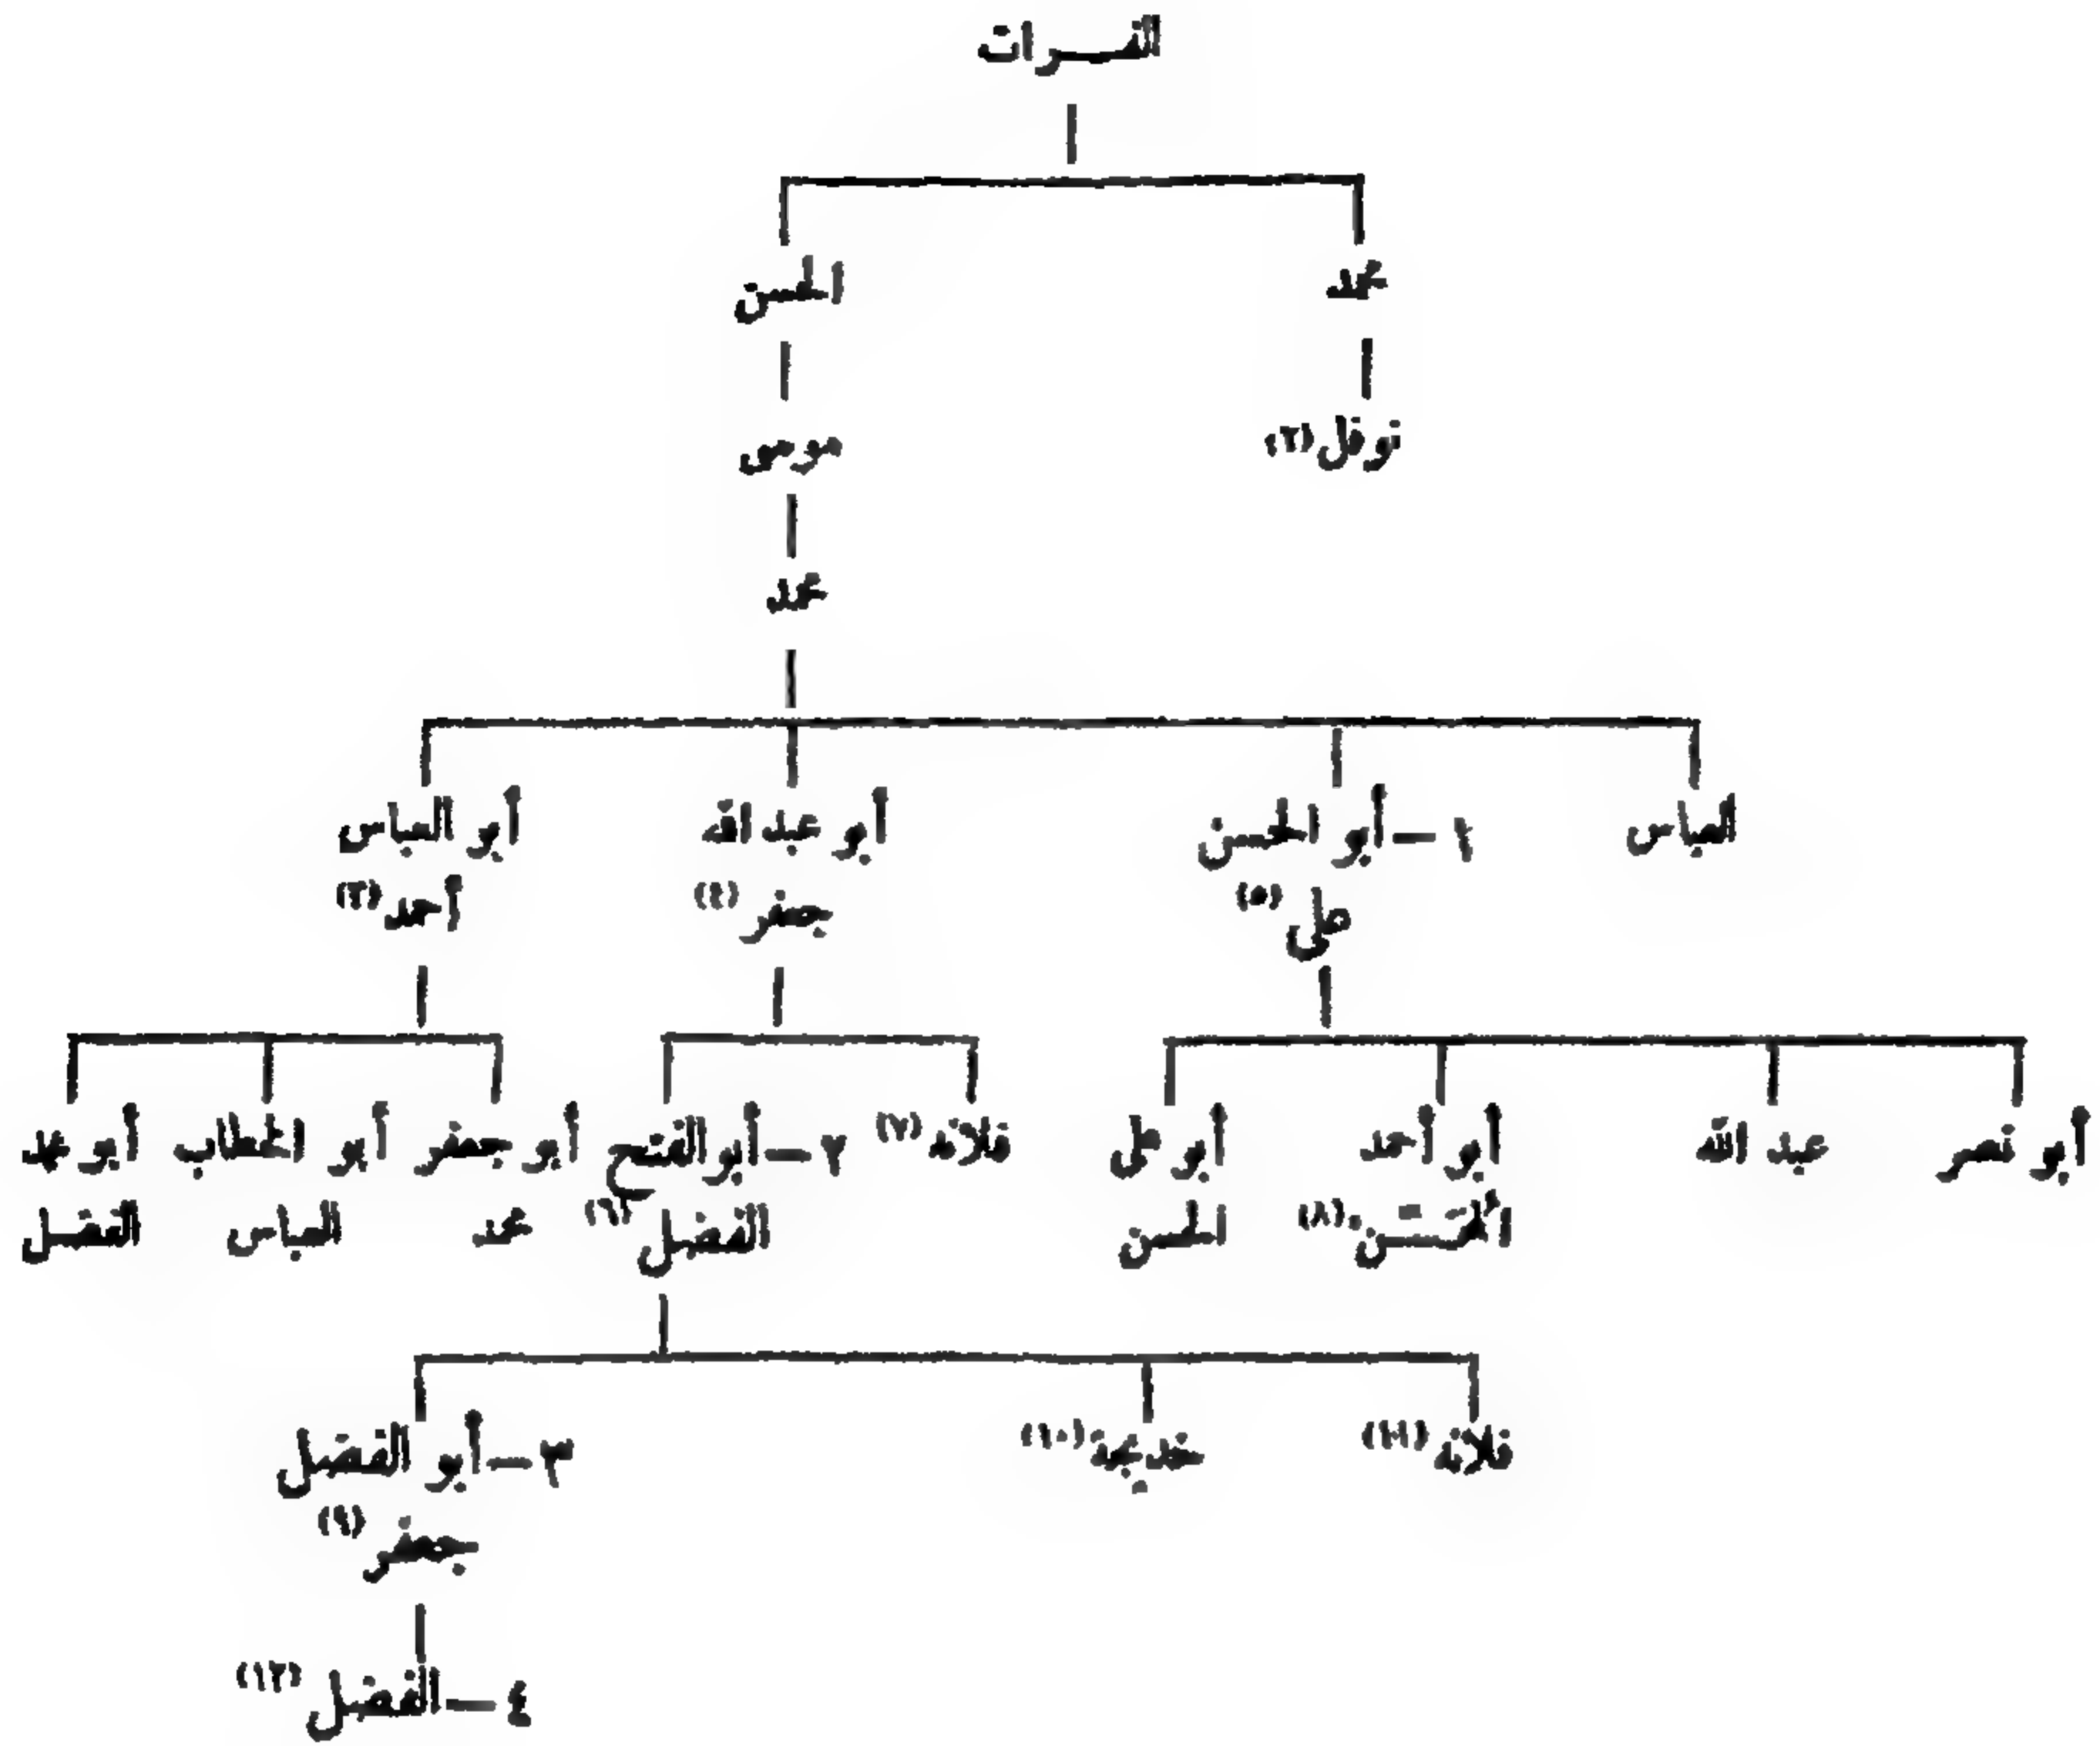 الفرات
محمد
الحسن
نوفل (٢)
موسى
محمد
العباس
١ — أبو الحسن
علي (٥)
أبو عبد الله
جعفر (٤)
أبو العباس
أحمد (٣)
أبو نصر
عبد الله
أبو أحمد
المحسن (٨)
أبو علي
الحسن
فلانة (٧)
٢ — أبو الفتح
الفضل (٦)
أبو جعفر
محمد
أبو الخطاب
العباس
أبو محمد
الفضل
فلانة
خديجة (١٠)
٣ — أبو الفضل
جعفر (٩)
٤ — الفضل (١٢)